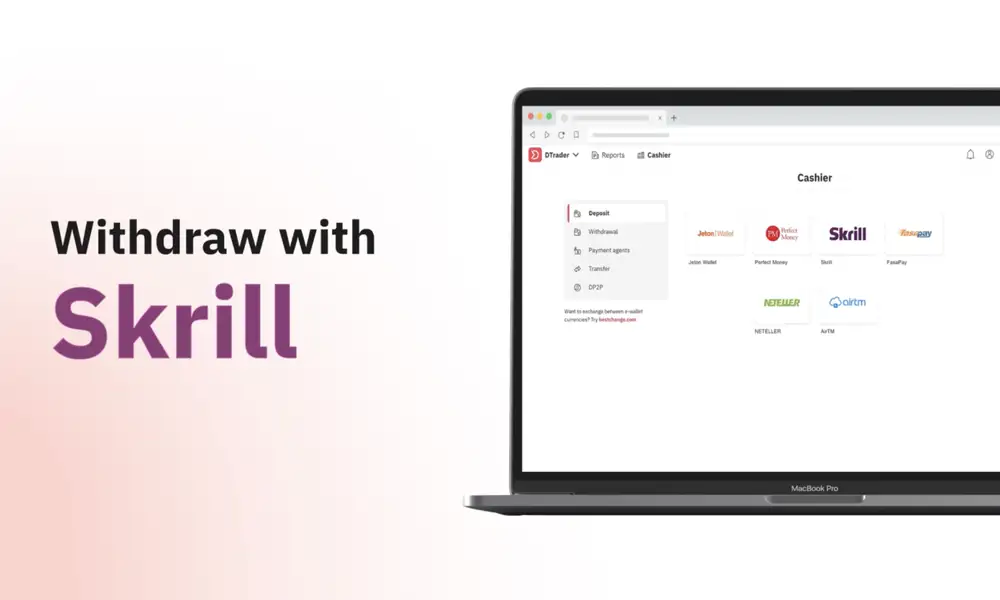 Withdraw with
Skrill
DTrader
Reports
Cashier
Cashier
Deposit
Withdrawal
Payment agents
Transfer
DP2P
Want to exchange between e-wallet
currencies? Try bestchange.com
Jeton Wallet
Jeton Wallet
PM Perfect
Money
Perfect Money
Skrill
Skrill
fasapay
FasaPay
NETELLER
NETELLER
airtm
AirTM
MacBook Pro